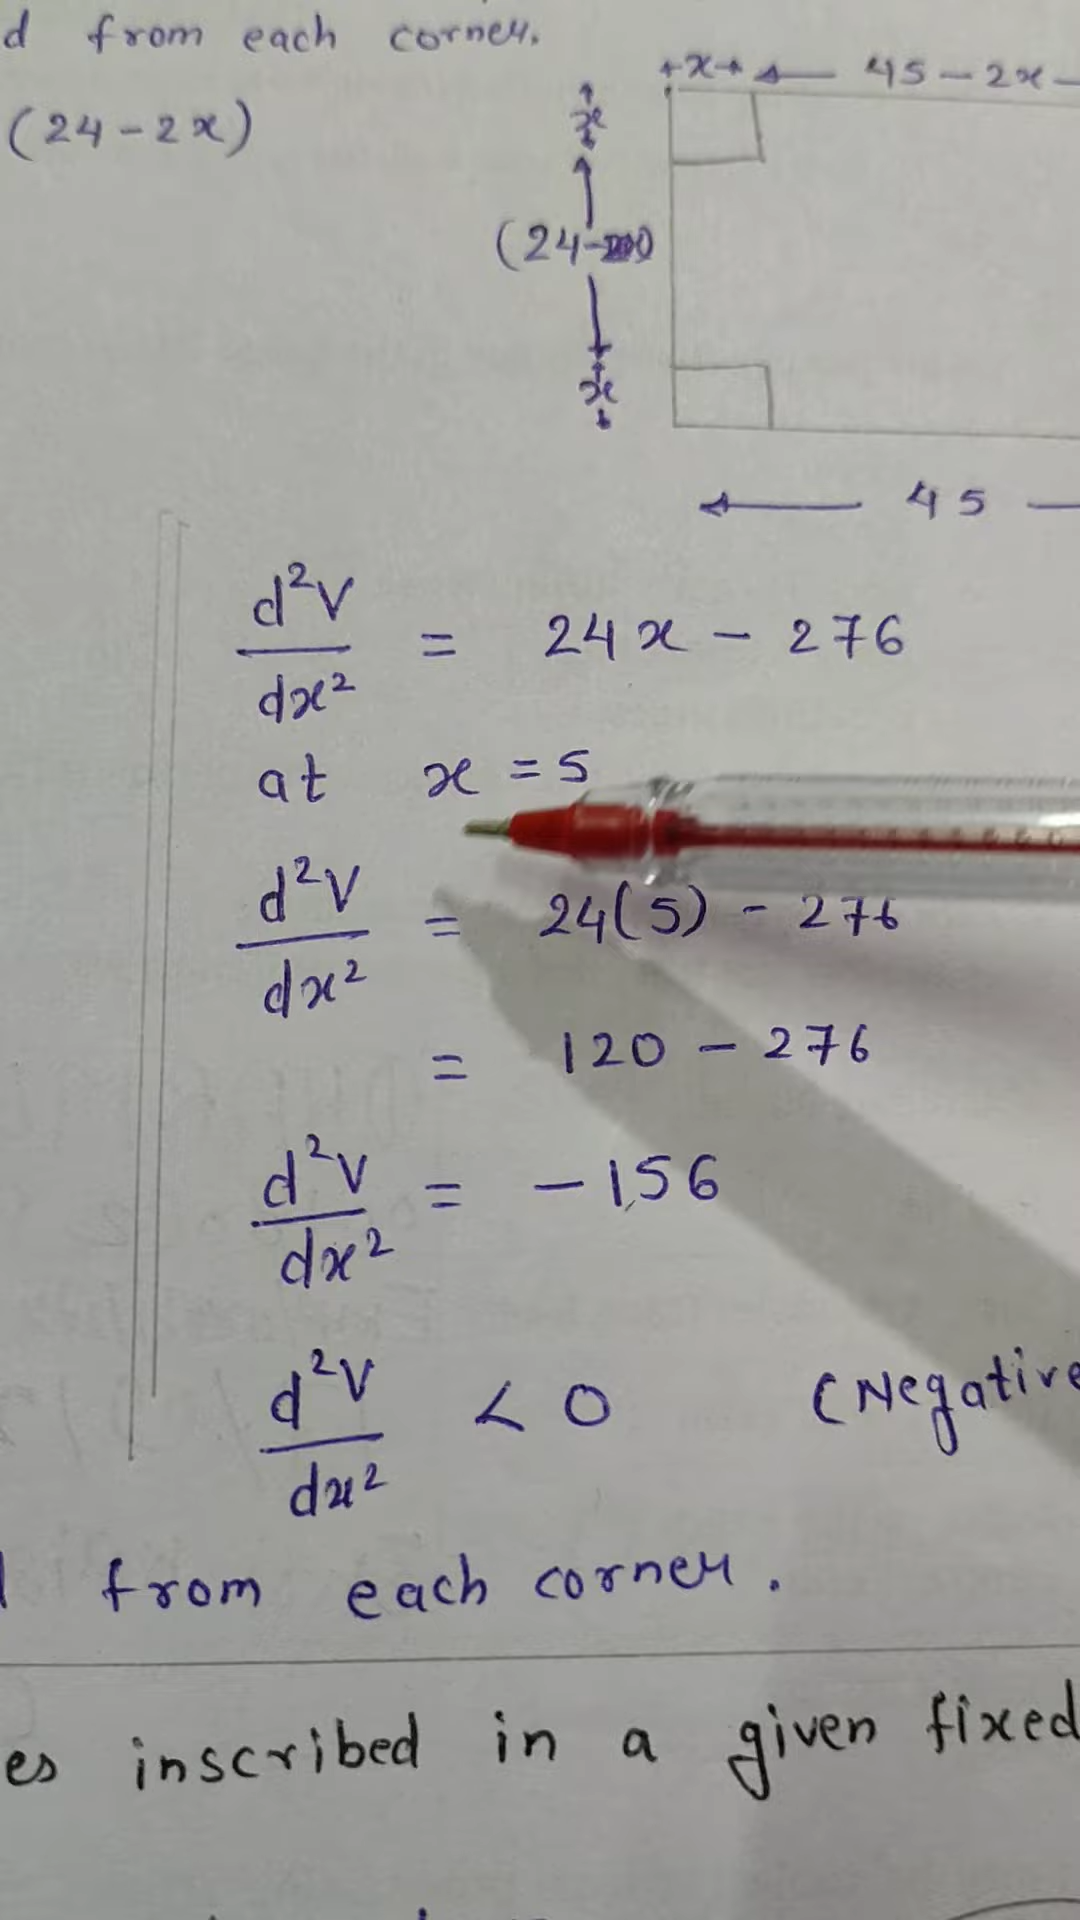 d from each corner.
x 45 - 2x
(24 - 2x)
x
(24-
x
45
d²V/dx² = 24x - 276
at x = 5
d²V/dx² = 24(5) - 276
= 120 - 276
d²V/dx² = - 156
d²V/dx² < 0 (Negative
from each corner.
es inscribed in a given fixed